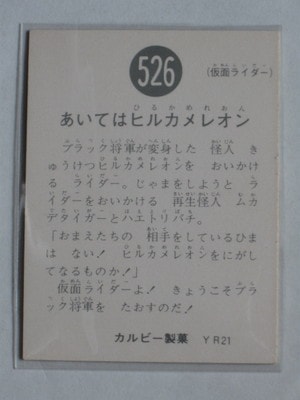 526
(仮面ライダー)
あいてはヒルカメレオン
ブラック将軍が変身した 怪人 き
ゅうけつヒルカメレオンを おいかけ
る ライダー。じゃまをしようと ラ
イダーをおいかける 再生怪人 ムカ
デタイガーとハエトリバチ。
「おまえたちの 相手をしているひま
は ない! ヒルカメレオンをにがし
てなるものか!」
仮面ライダーよ! きょうこそブラ
ック将軍を たおすのだ!
カルビー製菓 YR21